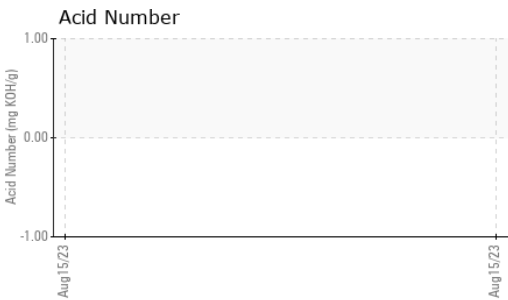 Acid Number
1.00
Acid Number (mg KOH/g)
0.00
-1.00
Aug15/23
Aug15/23